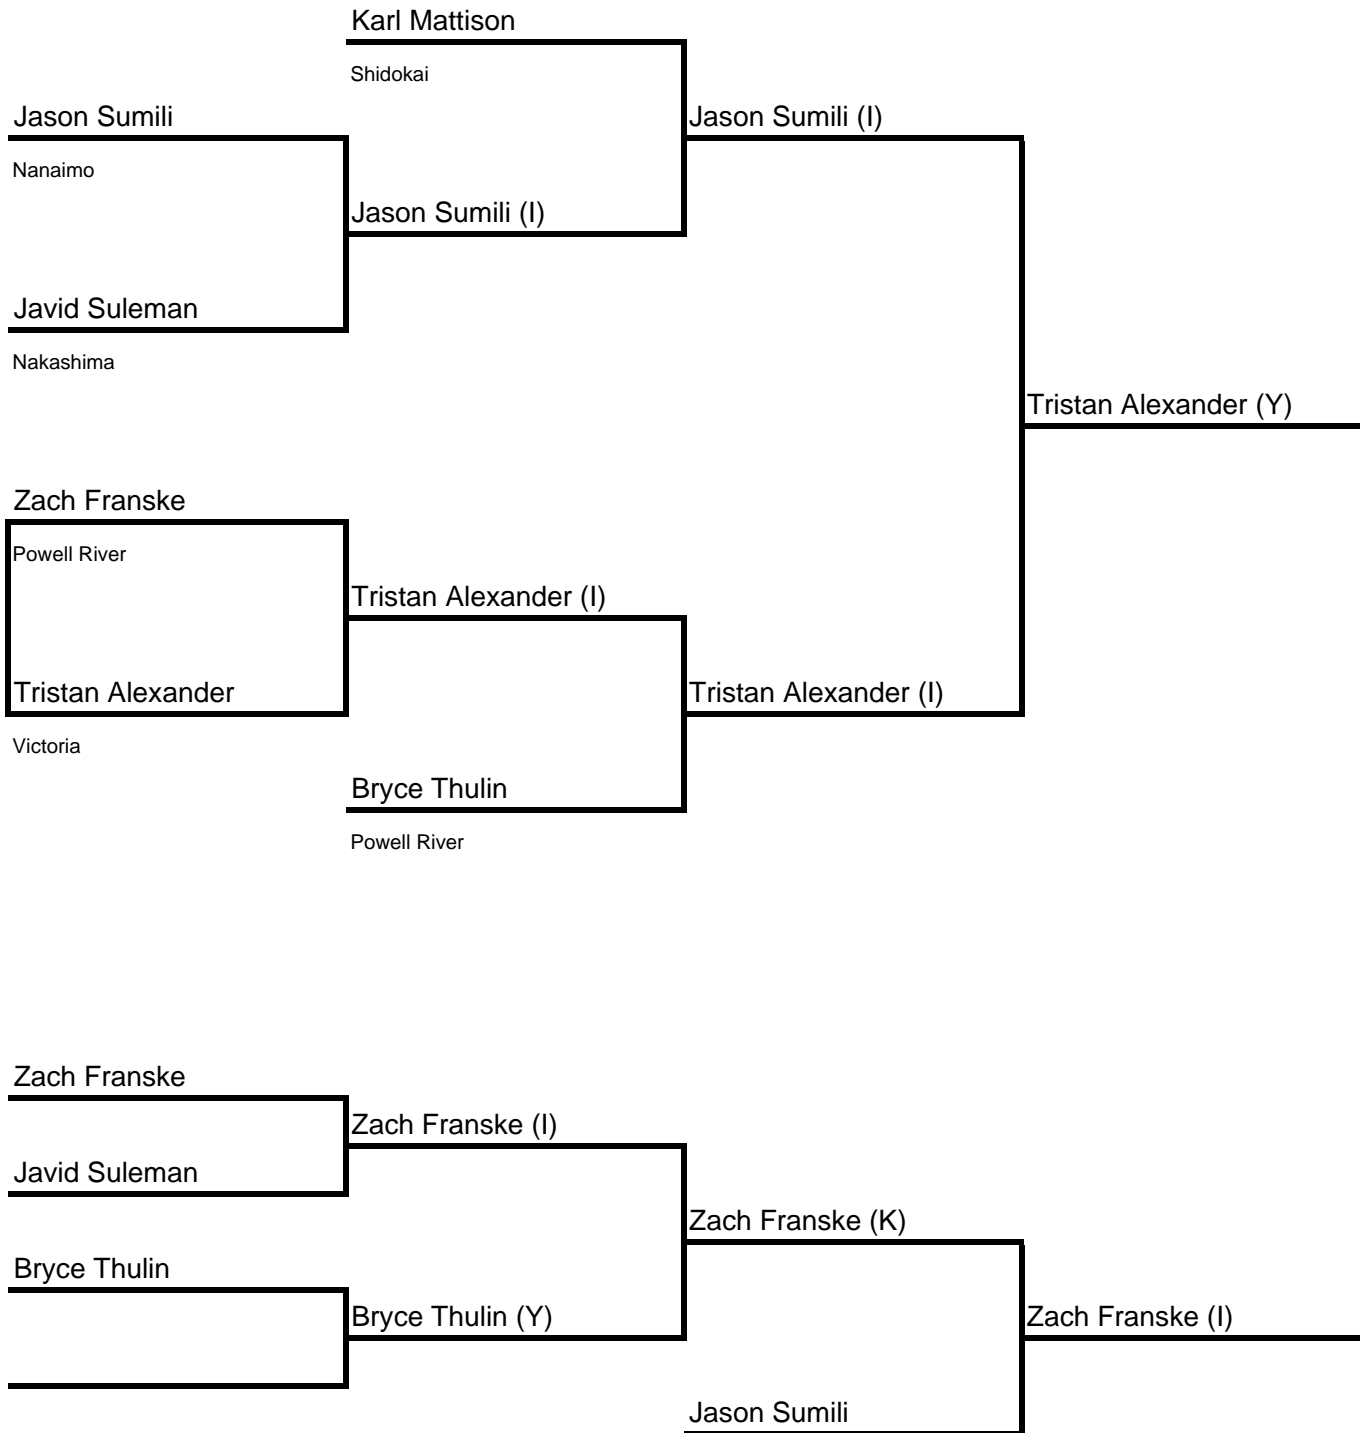 Karl Mattison
Shidokai
Jason Sumili
Jason Sumili (I)
Nanaimo
Jason Sumili (I)
Javid Suleman
Nakashima
Tristan Alexander (Y)
Zach Franske
Powell River
Tristan Alexander (I)
Tristan Alexander
Tristan Alexander (I)
Victoria
Bryce Thulin
Powell River
Zach Franske
Zach Franske (I)
Javid Suleman
Zach Franske (K)
Bryce Thulin
Bryce Thulin (Y)
Zach Franske (I)
Jason Sumili